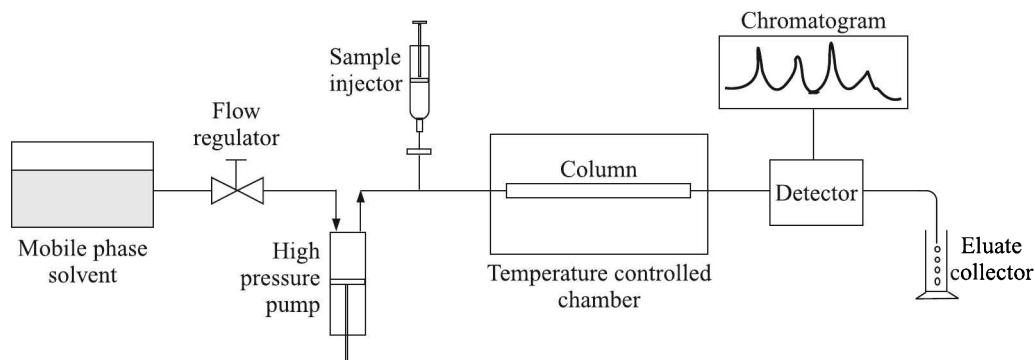 Chromatogram
Sample
injector
Flow
regulator
Column
Detector
Mobile phase
solvent
High
pressure
pump
Temperature controlled
chamber
Eluate
collector